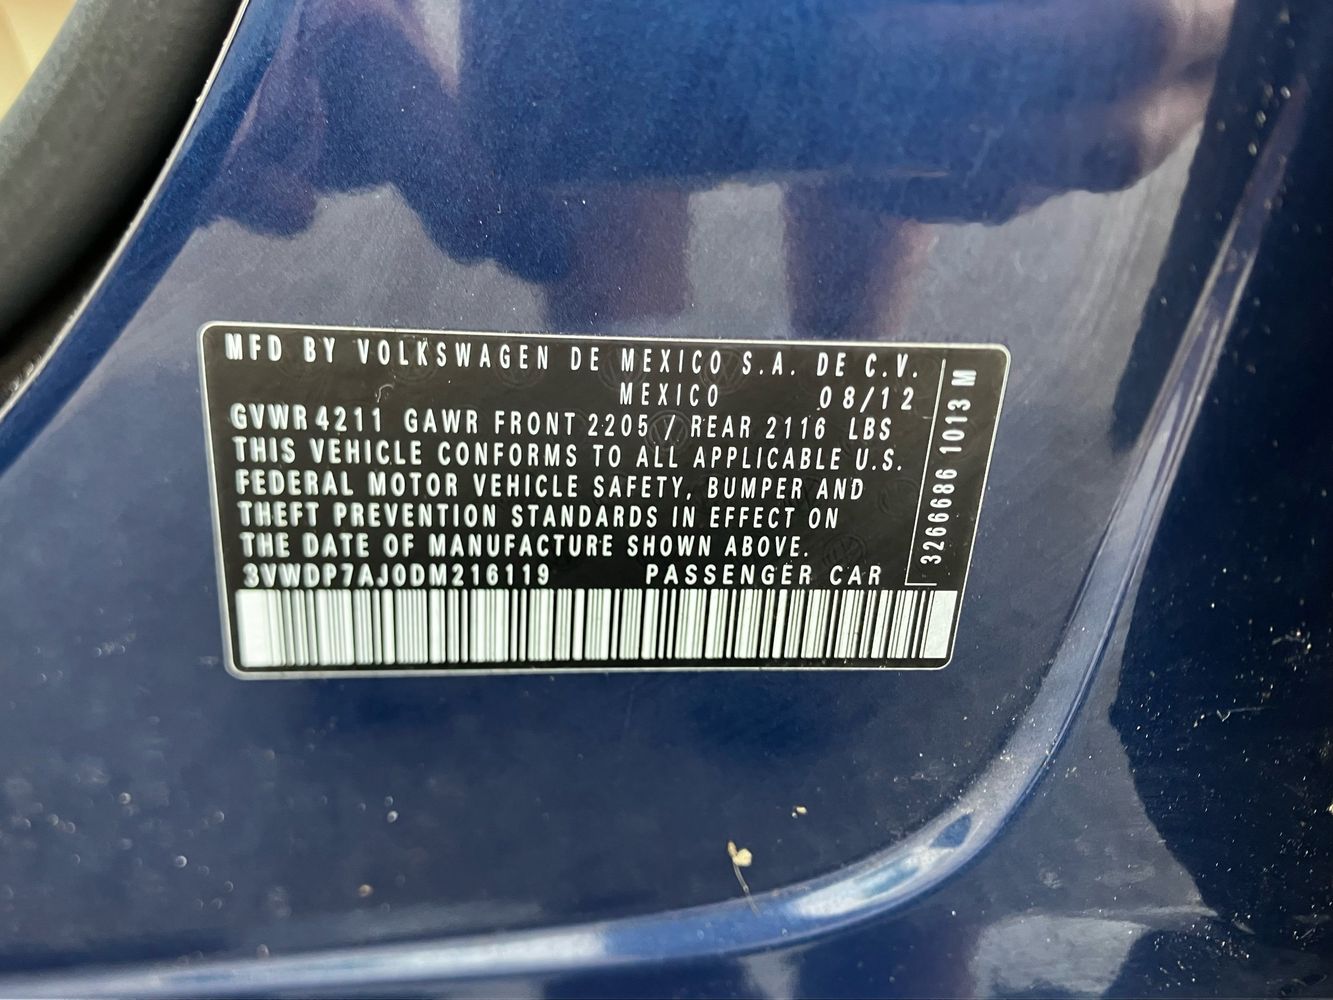 MFD BY VOLKSWAGEN DE MEXICO S.A. DE C.V.
MEXICO 08/12
GVWR 4211 GAWR FRONT 2205 / REAR 2116 LBS
THIS VEHICLE CONFORMS TO ALL APPLICABLE U.S.
FEDERAL MOTOR VEHICLE SAFETY, BUMPER AND
THEFT PREVENTION STANDARDS IN EFFECT ON
THE DATE OF MANUFACTURE SHOWN ABOVE.
3VWDP7AJ0DM216119 PASSENGER CAR
3266686 1013 M